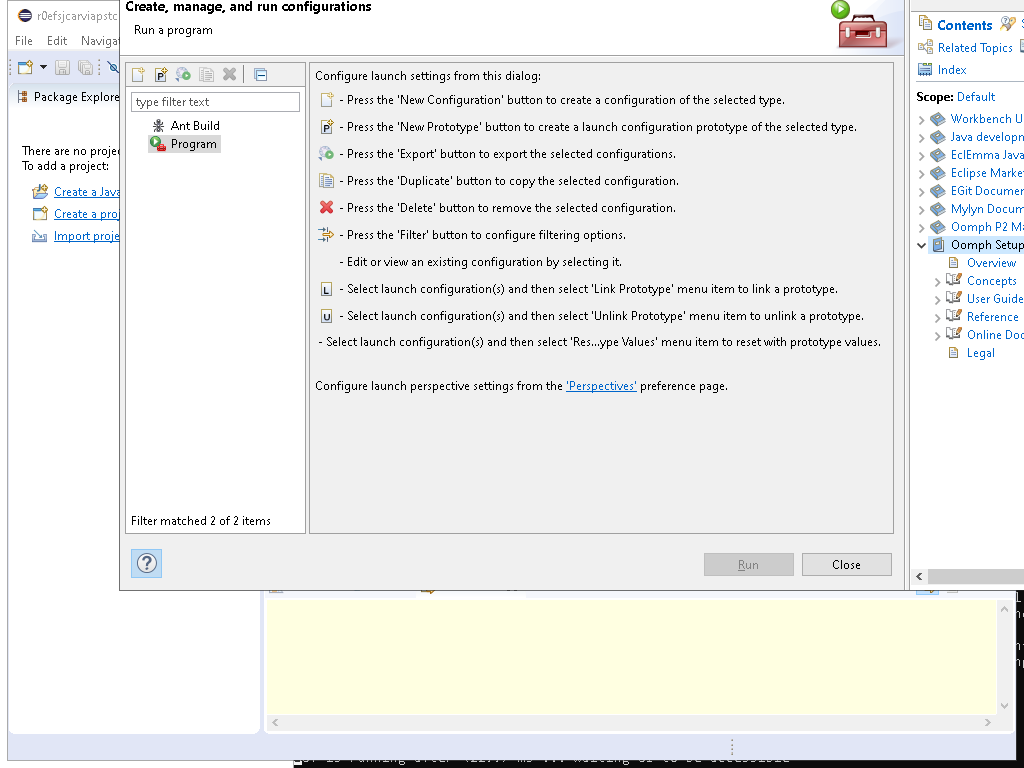 Create, manage, and run configurations
Run a program
r0efsjcarviapstc
File Edit Navigat
Package Explore
There are no projec
To add a project:
Create a Java
Create a proj
Import proje
type filter text
Ant Build
Program
Filter matched 2 of 2 items
Configure launch settings from this dialog:
- Press the 'New Configuration' button to create a configuration of the selected type.
- Press the 'New Prototype' button to create a launch configuration prototype of the selected type.
- Press the 'Export' button to export the selected configurations.
- Press the 'Duplicate' button to copy the selected configuration.
- Press the 'Delete' button to remove the selected configuration.
- Press the 'Filter' button to configure filtering options.
- Edit or view an existing configuration by selecting it.
L - Select launch configuration(s) and then select 'Link Prototype' menu item to link a prototype.
U - Select launch configuration(s) and then select 'Unlink Prototype' menu item to unlink a prototype.
- Select launch configuration(s) and then select 'Res...ype Values' menu item to reset with prototype values.
Configure launch perspective settings from the 'Perspectives' preference page.
Run
Close
Contents
Related Topics
Index
Scope: Default
Workbench U
Java developm
EclEmma Java
Eclipse Marke
EGit Documen
Mylyn Docum
Oomph P2 Ma
Oomph Setup
Overview
Concepts
User Guide
Reference
Online Doc
Legal